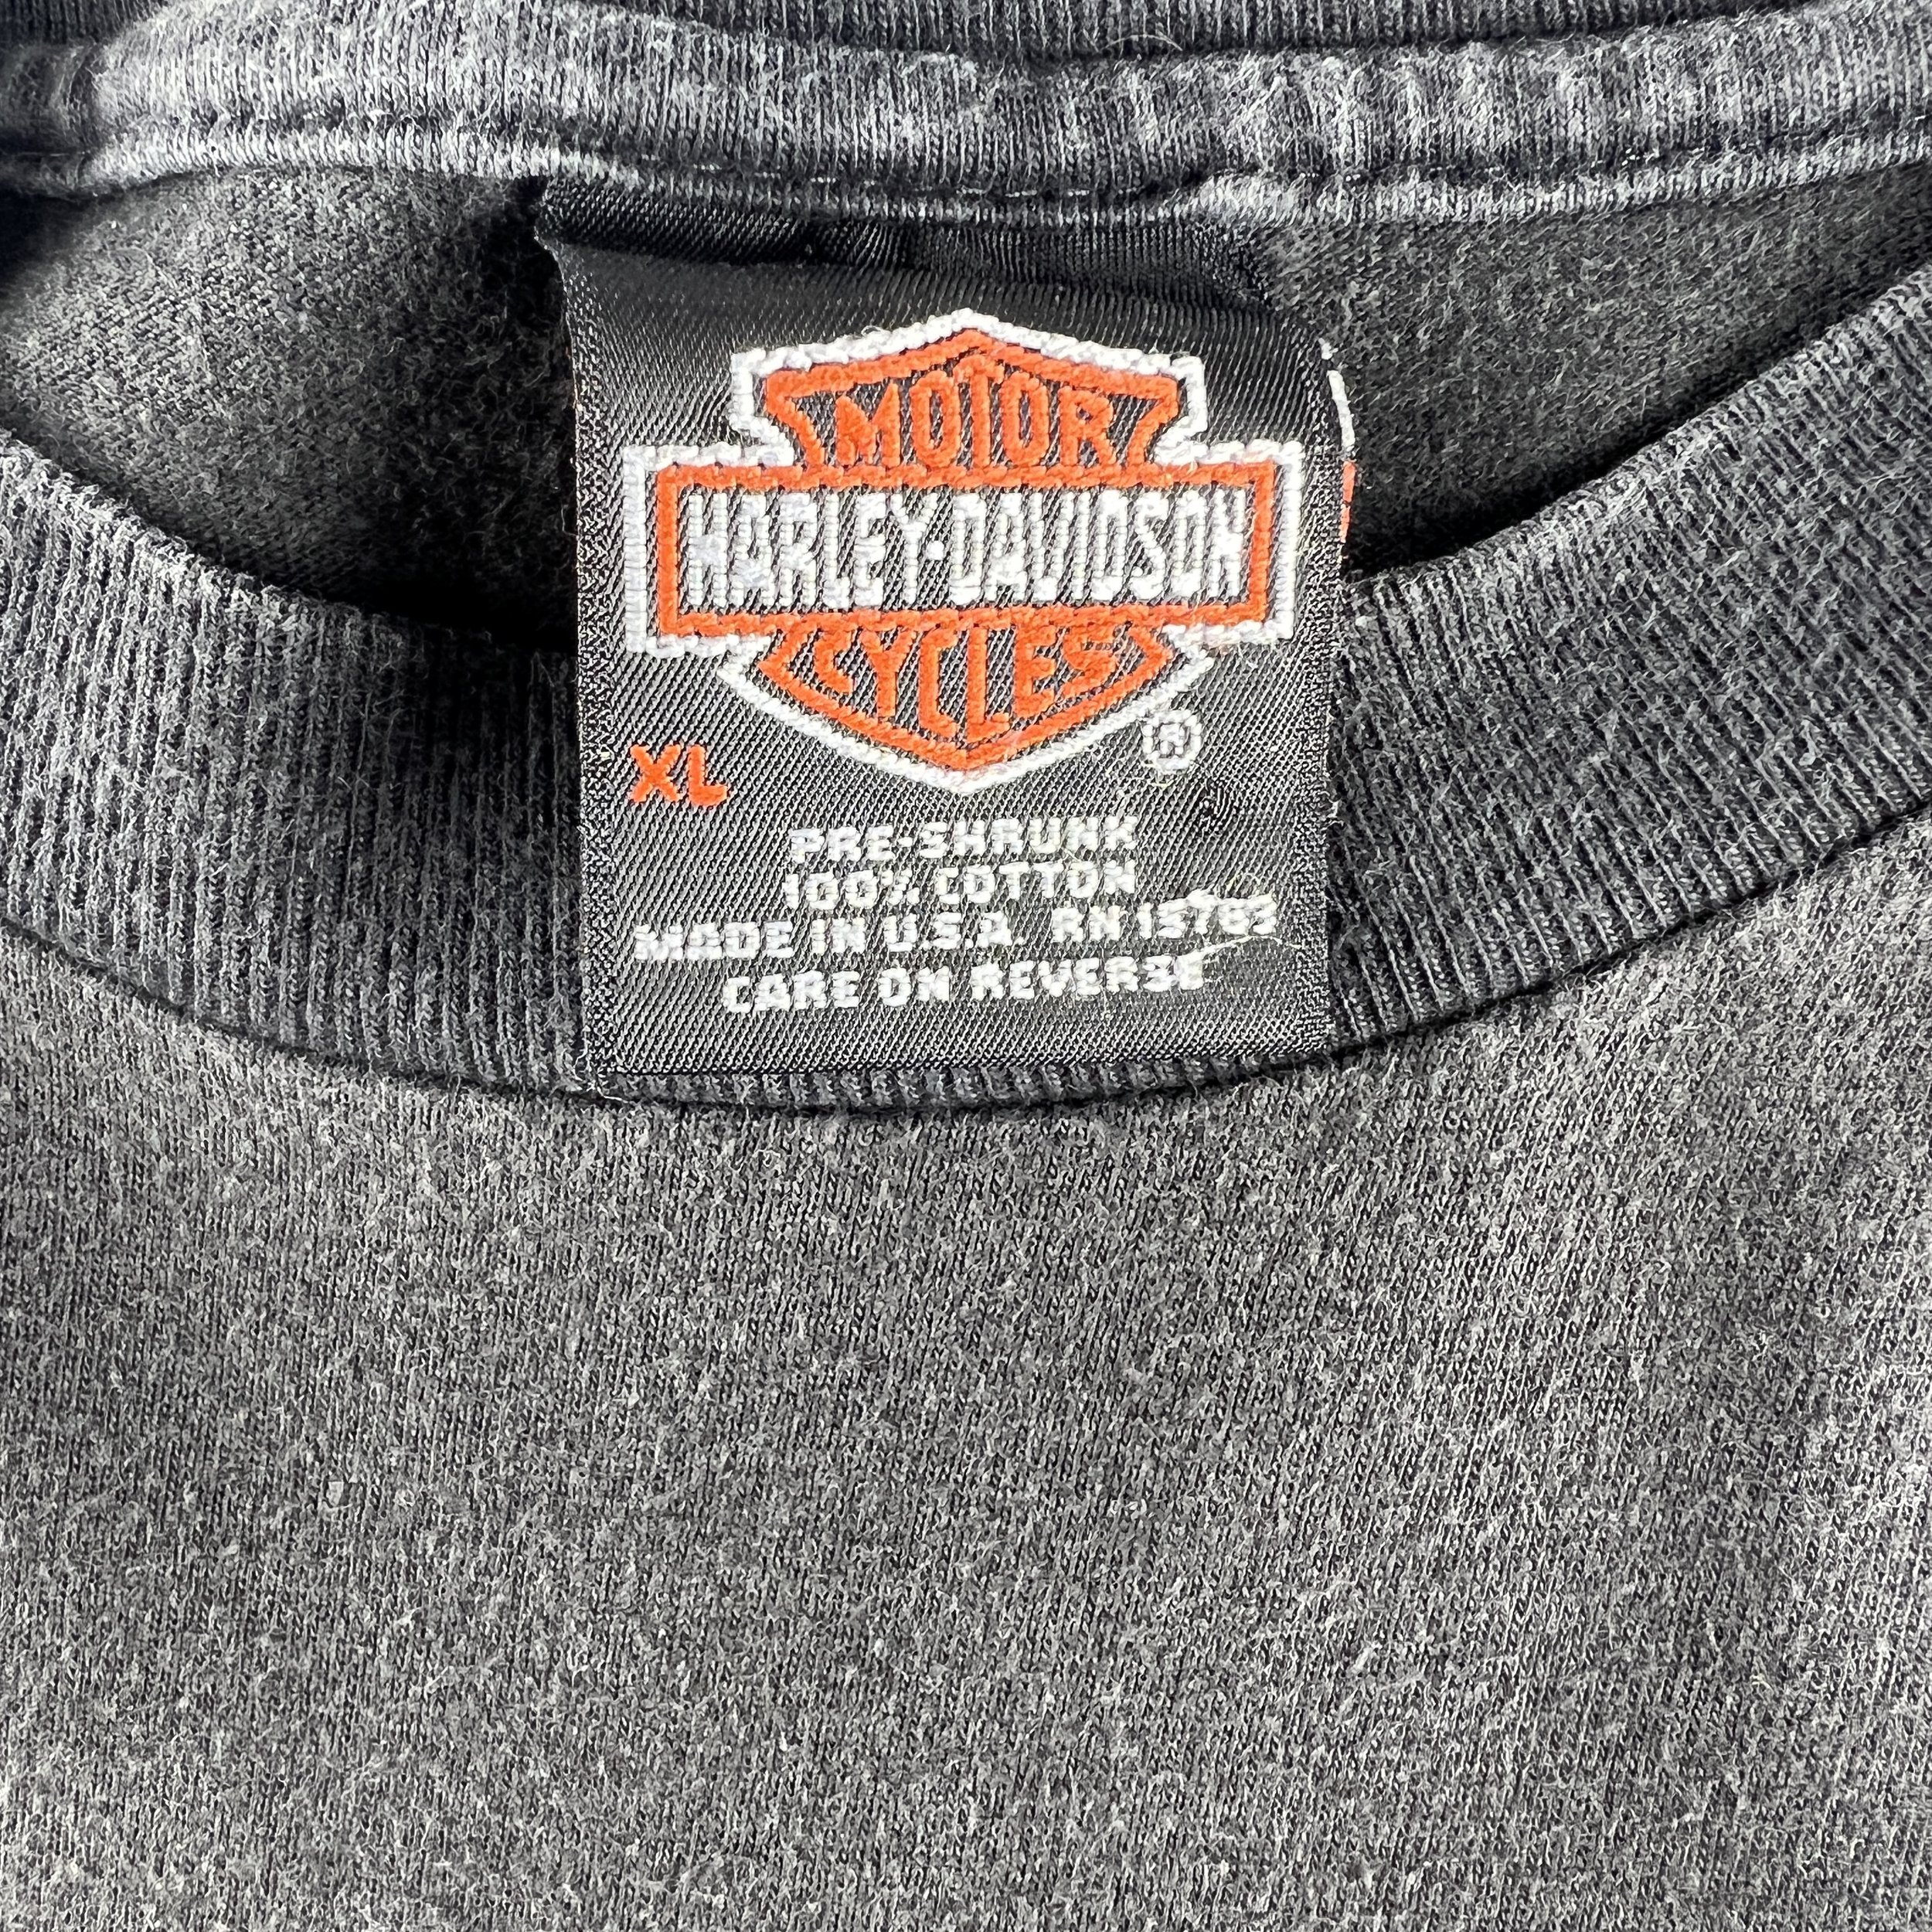 MOTOR
HARLEY-DAVIDSON
CYCLES
®
XL
PRE-SHRUNK
100% COTTON
MADE IN U.S.A. RN 15763
CARE ON REVERSE